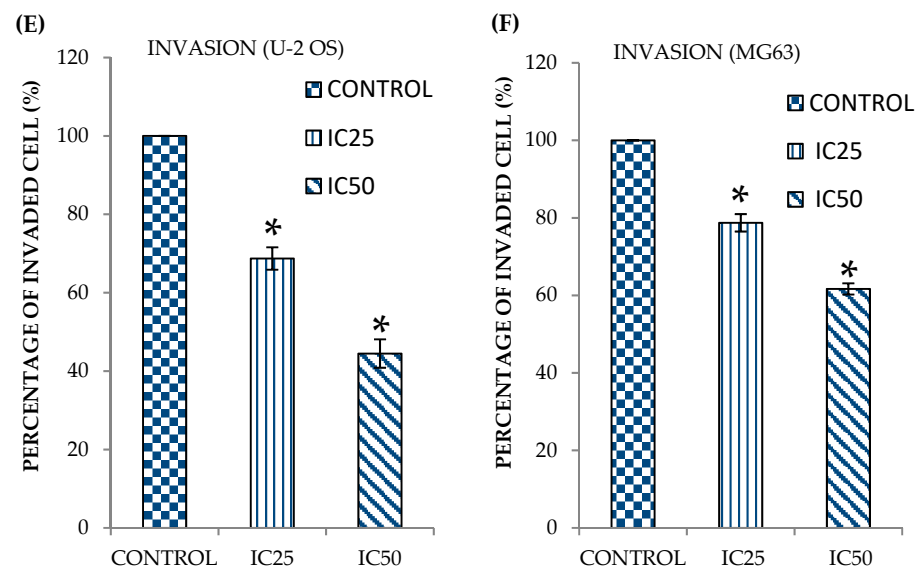 (E)
INVASION (U-2 OS)
PERCENTAGE OF INVADED CELL (%)
120
100
80
60
40
20
0
CONTROL
IC25
IC50
*
*
CONTROL IC25 IC50
(F)
INVASION (MG63)
PERCENTAGE OF INVADED CELL (%)
120
100
80
60
40
20
0
CONTROL
IC25
IC50
*
*
CONTROL IC25 IC50